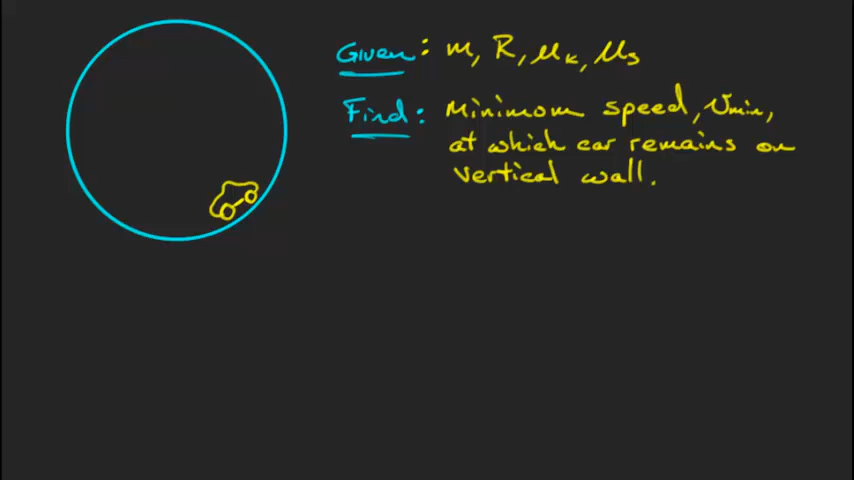 Given: m, R, μk, μs
Find: Minimum speed, vmin,
at which car remains on
vertical wall.